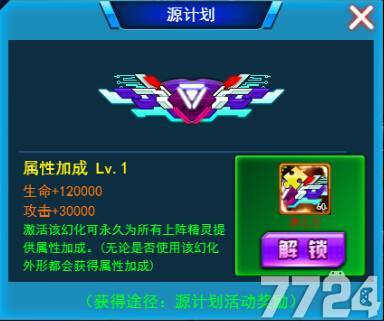 源计划
属性加成 Lv.1
生命+120000
攻击+30000
激活该幻化可永久为所有上阵精灵提
供属性加成。(无论是否使用该幻化
外形都会获得属性加成)
60
解锁
(获得途径：源计划活动奖励)
7724